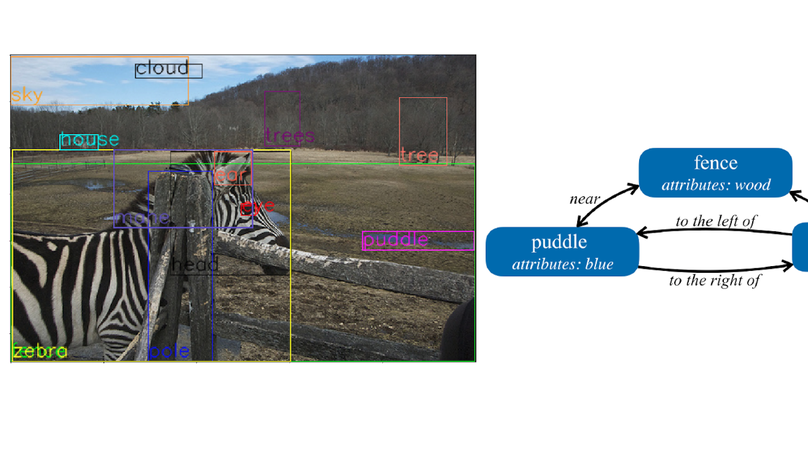 cloud
sky
house
trees
tree
ear
eye
mane
puddle
head
zebra
pole
fence
attributes: wood
near
to the left of
puddle
attributes: blue
to the right of